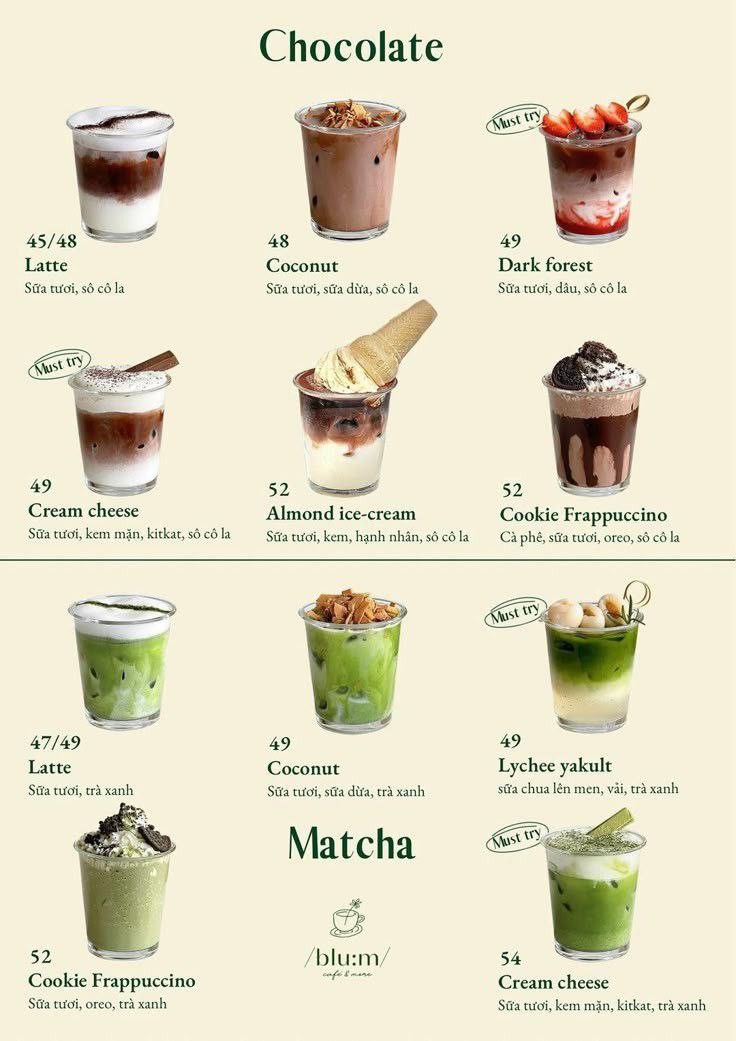 Chocolate
45/48
Latte
Sữa tươi, sô cô la
48
Coconut
Sữa tươi, sữa dừa, sô cô la
Must try
49
Dark forest
Sữa tươi, dâu, sô cô la
Must try
49
Cream cheese
Sữa tươi, kem mặn, kitkat, sô cô la
52
Almond ice-cream
Sữa tươi, kem, hạnh nhân, sô cô la
52
Cookie Frappuccino
Cà phê, sữa tươi, oreo, sô cô la
47/49
Latte
Sữa tươi, trà xanh
49
Coconut
Sữa tươi, sữa dừa, trà xanh
Must try
49
Lychee yakult
sữa chua lên men, vải, trà xanh
Matcha
52
Cookie Frappuccino
Sữa tươi, oreo, trà xanh
/blu:m/
café & more
Must try
54
Cream cheese
Sữa tươi, kem mặn, kitkat, trà xanh